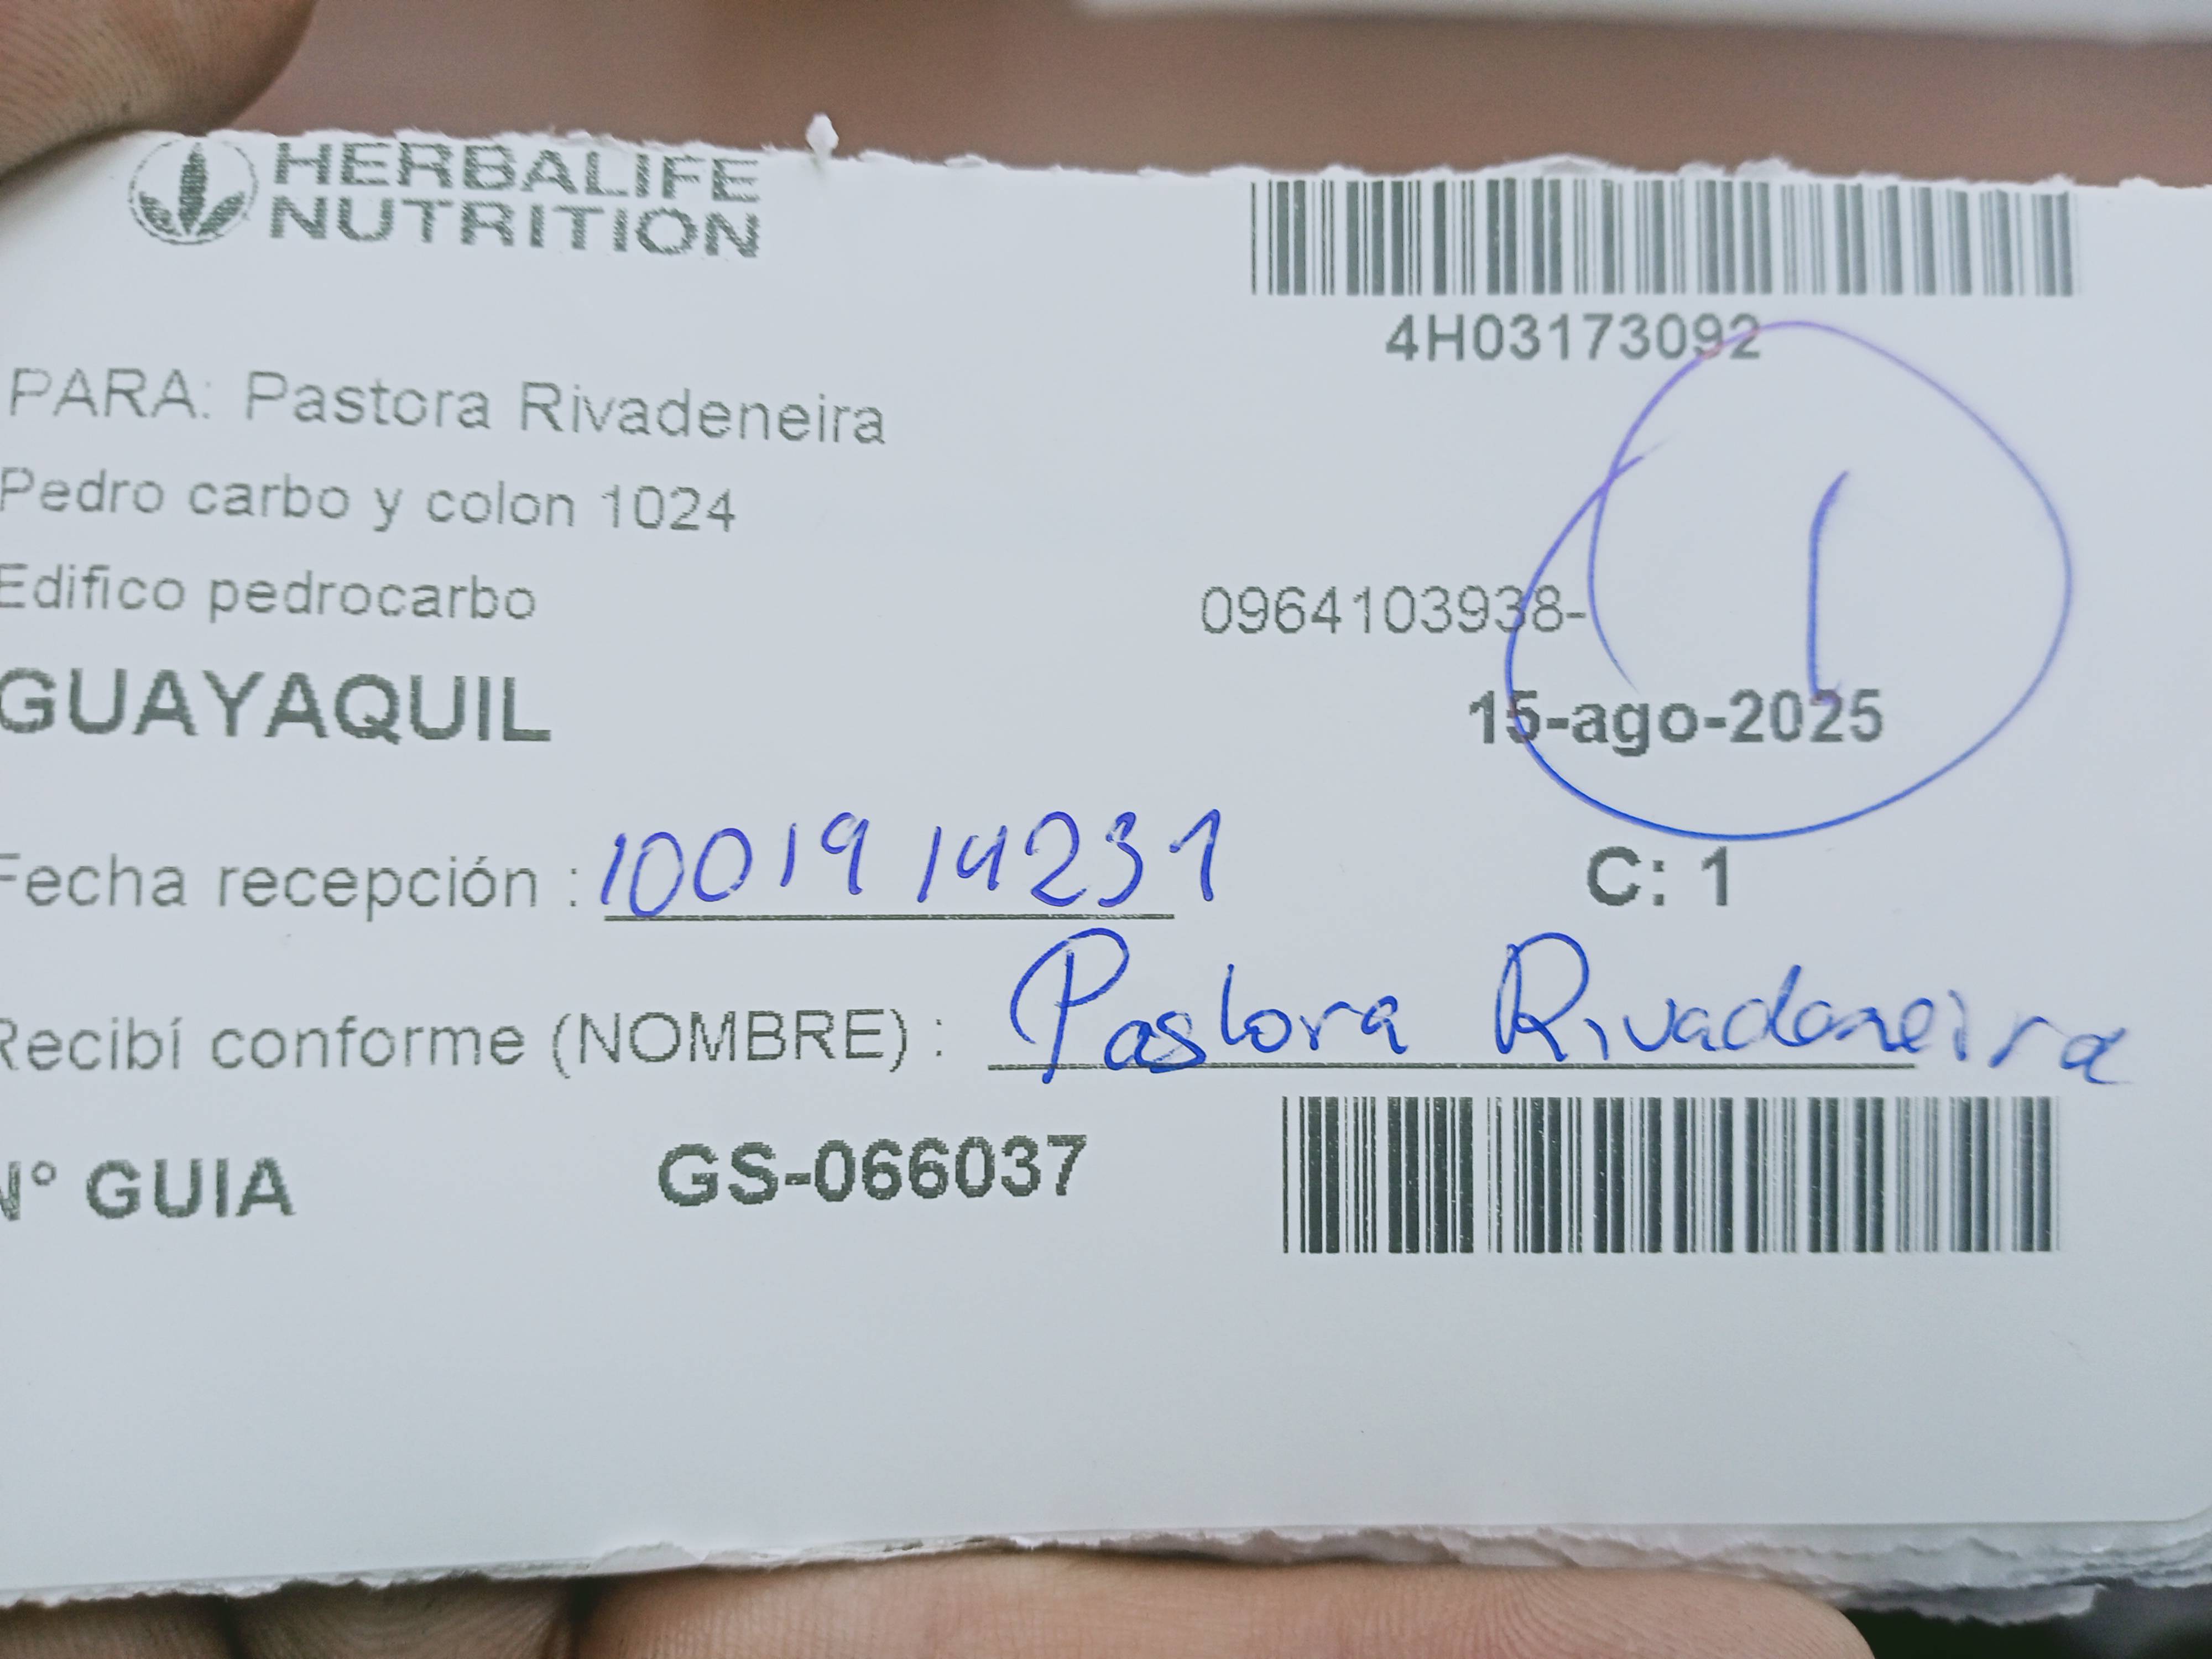 HERBALIFE
NUTRITION
4H03173092
PARA: Pastora Rivadeneira
Pedro carbo y colon 1024
Edifico pedrocarbo
0964103938-
GUAYAQUIL
15-ago-2025
Fecha recepción : 1001914231
C: 1
Recibí conforme (NOMBRE) : Pastora Rivadeneira
N° GUIA GS-066037